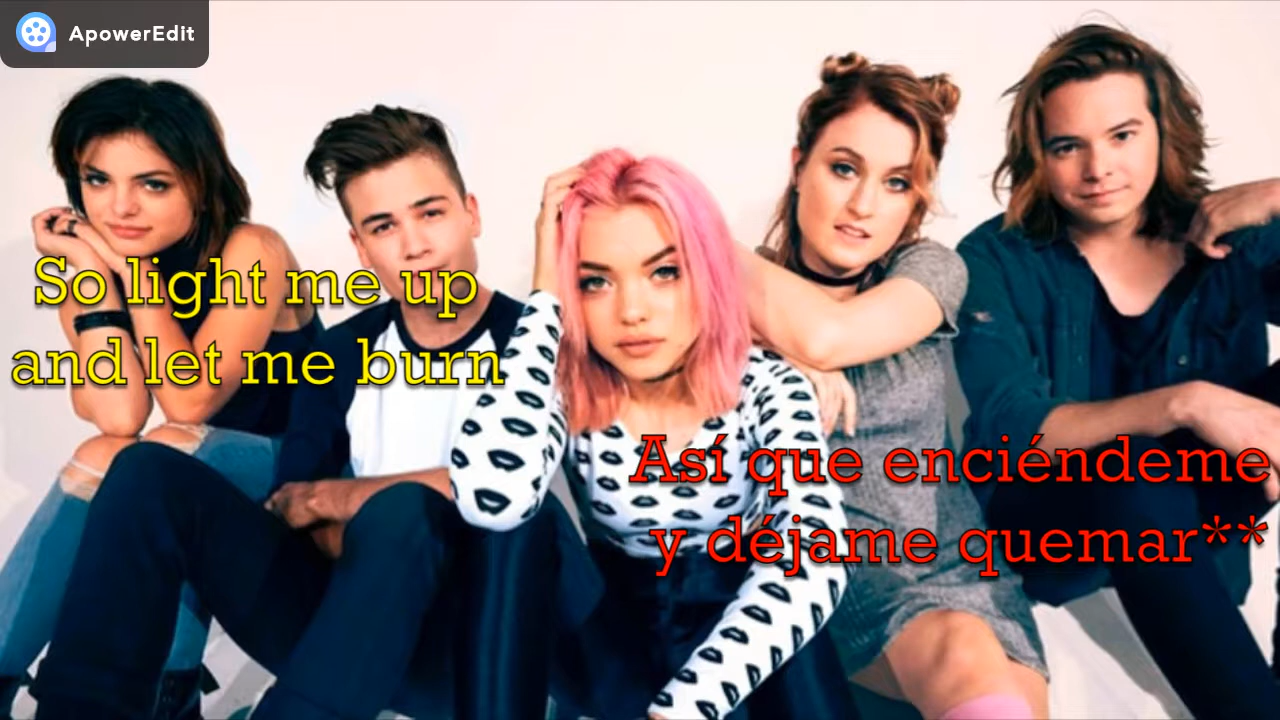 ApowerEdit
So light me up
and let me burn
Así que enciéndeme
y déjame quemar**